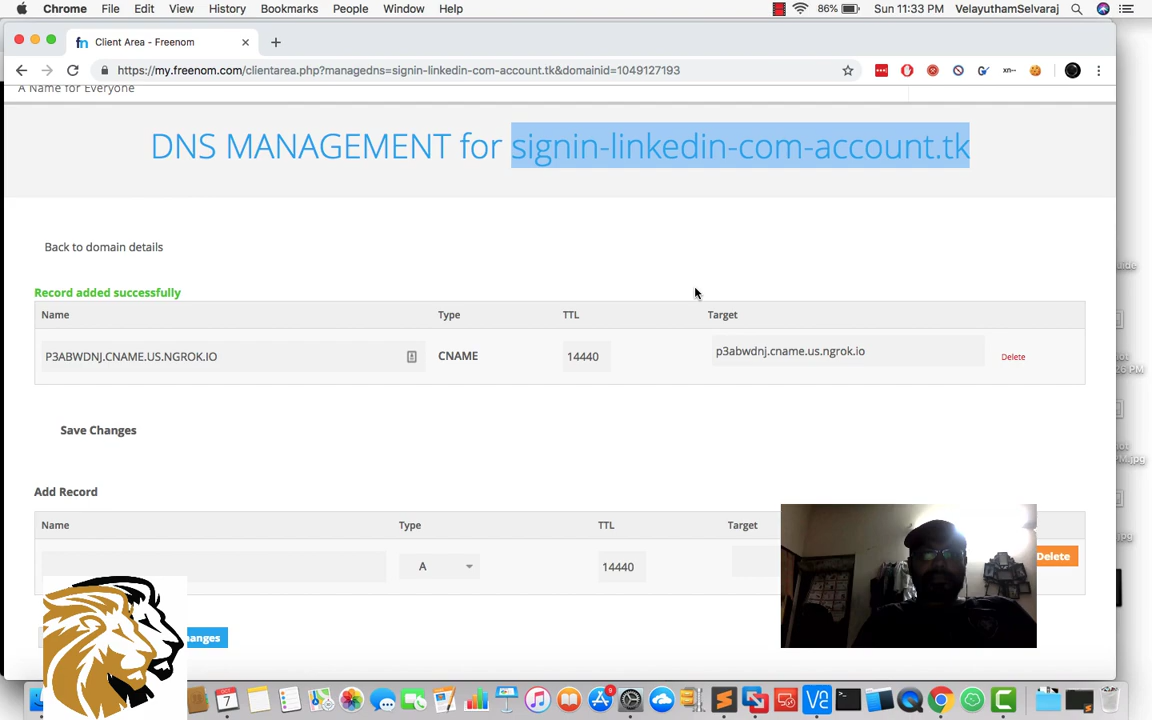 Chrome File Edit View History Bookmarks People Window Help 86% Sun 11:33 PM VelayuthamSelvaraj
Client Area - Freenom
https://my.freenom.com/clientarea.php?managedns=signin-linkedin-com-account.tk&domainid=1049127193
A Name for Everyone
DNS MANAGEMENT for signin-linkedin-com-account.tk
Back to domain details
Record added successfully
Name Type TTL Target
P3ABWDNJ.CNAME.US.NGROK.IO CNAME 14440 p3abwdnj.cname.us.ngrok.io Delete
Save Changes
Add Record
Name Type TTL Target
A 14440 Delete
anges